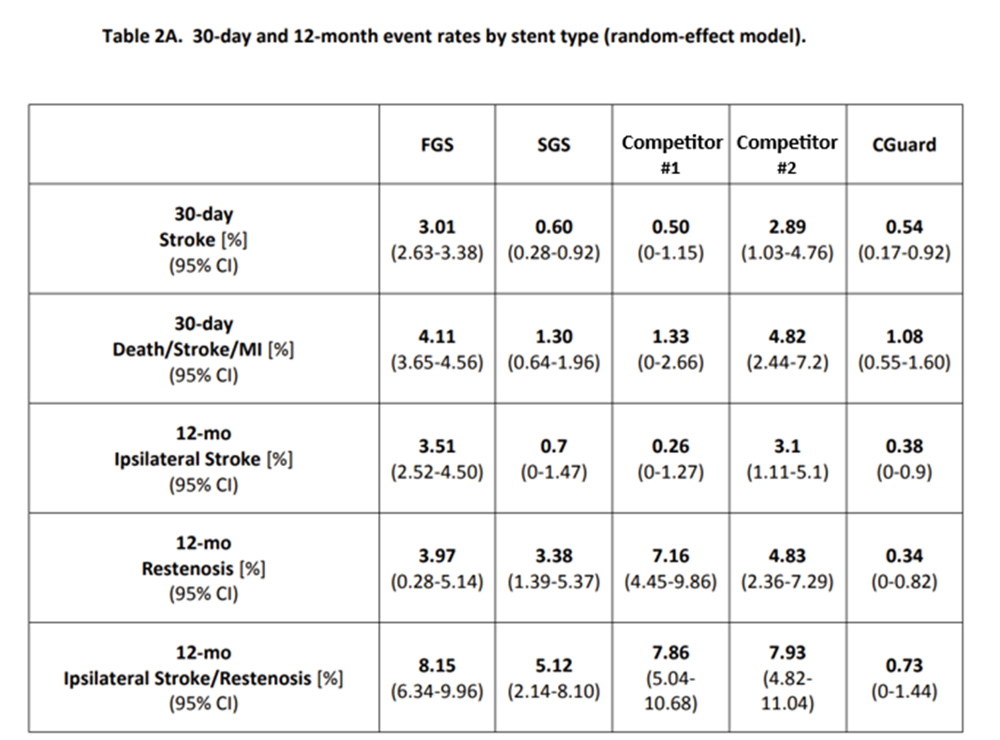 Table 2A. 30-day and 12-month event rates by stent type (random-effect model).
FGS SGS Competitor #1 Competitor #2 CGuard
30-day
Stroke [%]
(95% CI)
3.01 0.60 0.50 2.89 0.54
(2.63-3.38) (0.28-0.92) (0-1.15) (1.03-4.76) (0.17-0.92)
30-day
Death/Stroke/MI [%]
(95% CI)
4.11 1.30 1.33 4.82 1.08
(3.65-4.56) (0.64-1.96) (0-2.66) (2.44-7.2) (0.55-1.60)
12-mo
Ipsilateral Stroke [%]
(95% CI)
3.51 0.7 0.26 3.1 0.38
(2.52-4.50) (0-1.47) (0-1.27) (1.11-5.1) (0-0.9)
12-mo
Restenosis [%]
(95% CI)
3.97 3.38 7.16 4.83 0.34
(0.28-5.14) (1.39-5.37) (4.45-9.86) (2.36-7.29) (0-0.82)
12-mo
Ipsilateral Stroke/Restenosis [%]
(95% CI)
8.15 5.12 7.86 7.93 0.73
(6.34-9.96) (2.14-8.10) (5.04-10.68) (4.82-11.04) (0-1.44)